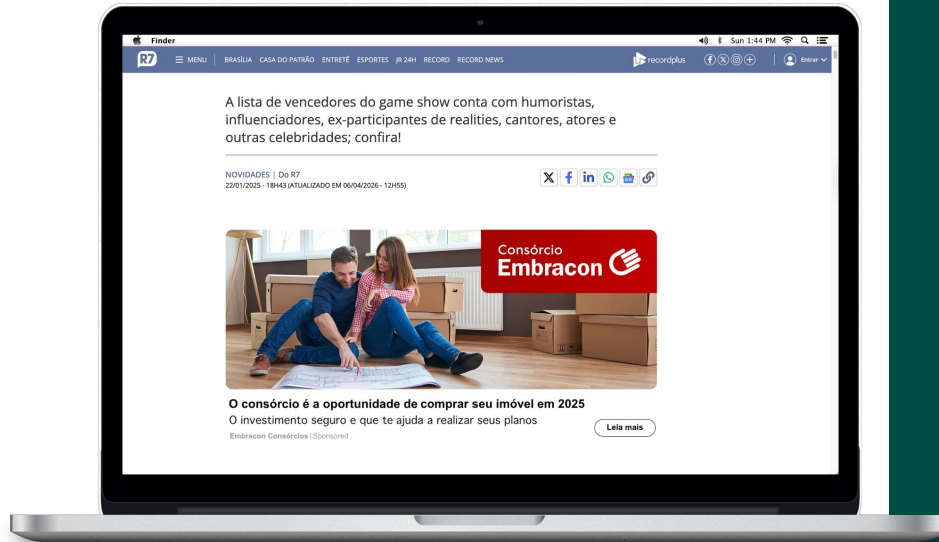 Finder
Sun 1:44 PM
R7
MENU
BRASÍLIA CASA DO PATRÃO ENTRETÊ ESPORTES JR 24H RECORD RECORD NEWS
recordplus
Entrar
A lista de vencedores do game show conta com humoristas,
influenciadores, ex-participantes de realities, cantores, atores e
outras celebridades; confira!
NOVIDADES | Do R7
22/01/2025 - 18H43 (ATUALIZADO EM 06/04/2026 - 12H55)
Consórcio
Embracon
O consórcio é a oportunidade de comprar seu imóvel em 2025
O investimento seguro e que te ajuda a realizar seus planos
Embracon Consórcios | Sponsored
Leia mais